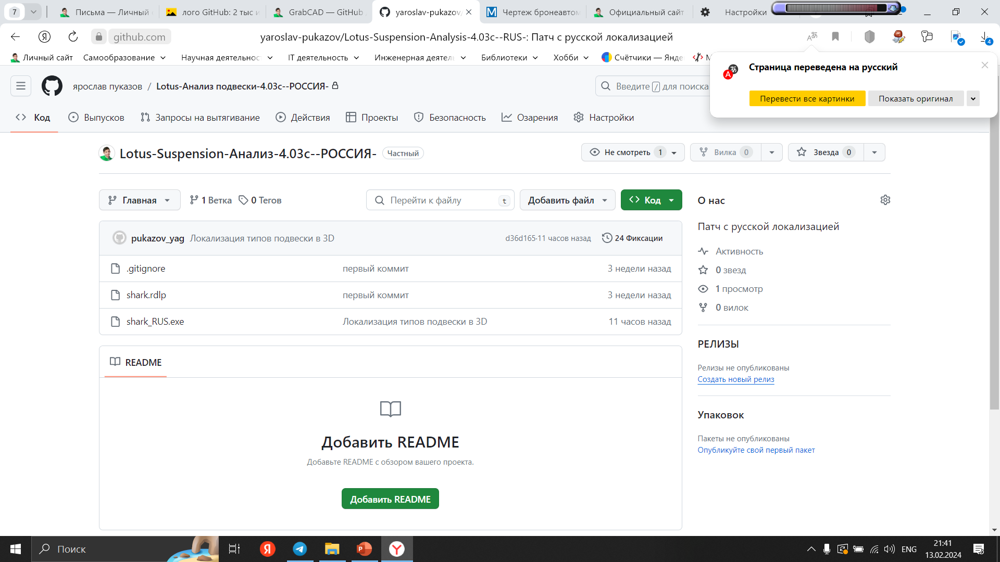 7
Письма — Личный
лого GitHub: 2 тыс и
GrabCAD — GitHub
yaroslav-pukazov/
Чертеж бронеавтом
Официальный сайт
Настройки
github.com
yaroslav-pukazov/Lotus-Suspension-Analysis-4.03c--RUS-: Патч с русской локализацией
4
Личный сайт
Самообразование
Научная деятельнос
IT деятельность
Инженерная деятел
Библиотеки
Хобби
Счётчики — Янде
Страница переведена на русский
Перевести все картинки
Показать оригинал
ярослав пуказов / Lotus-Анализ подвески-4.03c--РОССИЯ-
Введите / для поиска
Код
Выпусков
Запросы на вытягивание
Действия
Проекты
Безопасность
Озарения
Настройки
Lotus-Suspension-Анализ-4.03c--РОССИЯ-
Частный
Не смотреть 1
Вилка 0
Звезда 0
Главная
1 Ветка
0 Тегов
Перейти к файлу
t
Добавить файл
Код
pukazov_yag Локализация типов подвески в 3D
d36d165·11 часов назад
24 Фиксации
.gitignore первый коммит 3 недели назад
shark.rdlp первый коммит 3 недели назад
shark_RUS.exe Локализация типов подвески в 3D 11 часов назад
README
Добавить README
Добавьте README с обзором вашего проекта.
Добавить README
О нас
Патч с русской локализацией
Активность
0 звезд
1 просмотр
0 вилок
РЕЛИЗЫ
Релизы не опубликованы
Создать новый релиз
Упаковок
Пакеты не опубликованы
Опубликуйте свой первый пакет
Поиск
ENG
21:41
13.02.2024